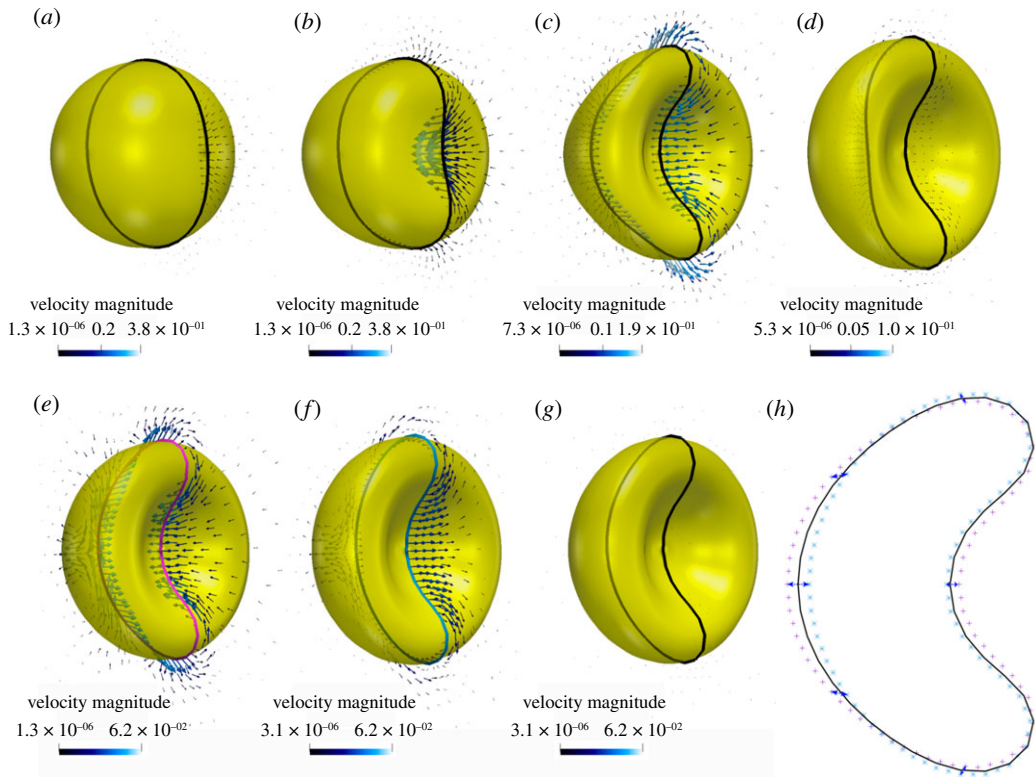 (a) (b) (c) (d)
velocity magnitude velocity magnitude velocity magnitude velocity magnitude
1.3 × 10⁻⁰⁶ 0.2 3.8 × 10⁻⁰¹ 1.3 × 10⁻⁰⁶ 0.2 3.8 × 10⁻⁰¹ 7.3 × 10⁻⁰⁶ 0.1 1.9 × 10⁻⁰¹ 5.3 × 10⁻⁰⁶ 0.05 1.0 × 10⁻⁰¹
(e) (f) (g) (h)
velocity magnitude velocity magnitude velocity magnitude
1.3 × 10⁻⁰⁶ 6.2 × 10⁻⁰² 3.1 × 10⁻⁰⁶ 6.2 × 10⁻⁰² 3.1 × 10⁻⁰⁶ 6.2 × 10⁻⁰²